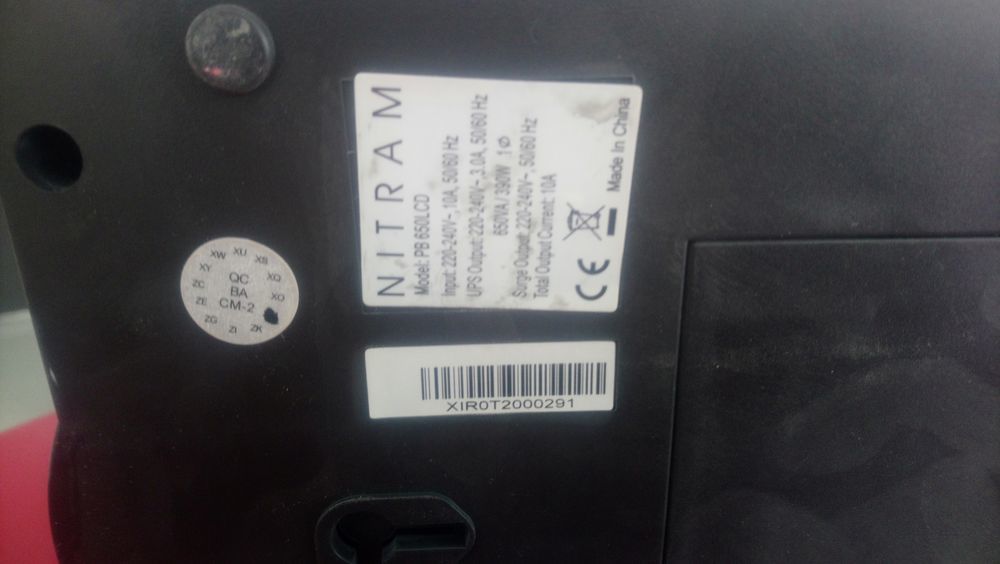 NITRAM
Model: PB 650LCD
Input: 220-240V~, 10A, 50/60 Hz
UPS Output: 220-240V~, 3.0A, 50/60 Hz
650VA / 390W, 1 Ø
Surge Output: 220-240V~, 50/60 Hz
Total Output Current: 10A
CE
Made In China
XIR0T2000291
QC
BA
CM-2
XU
XS
XQ
XO
ZK
ZI
ZG
ZE
ZC
XY
XW